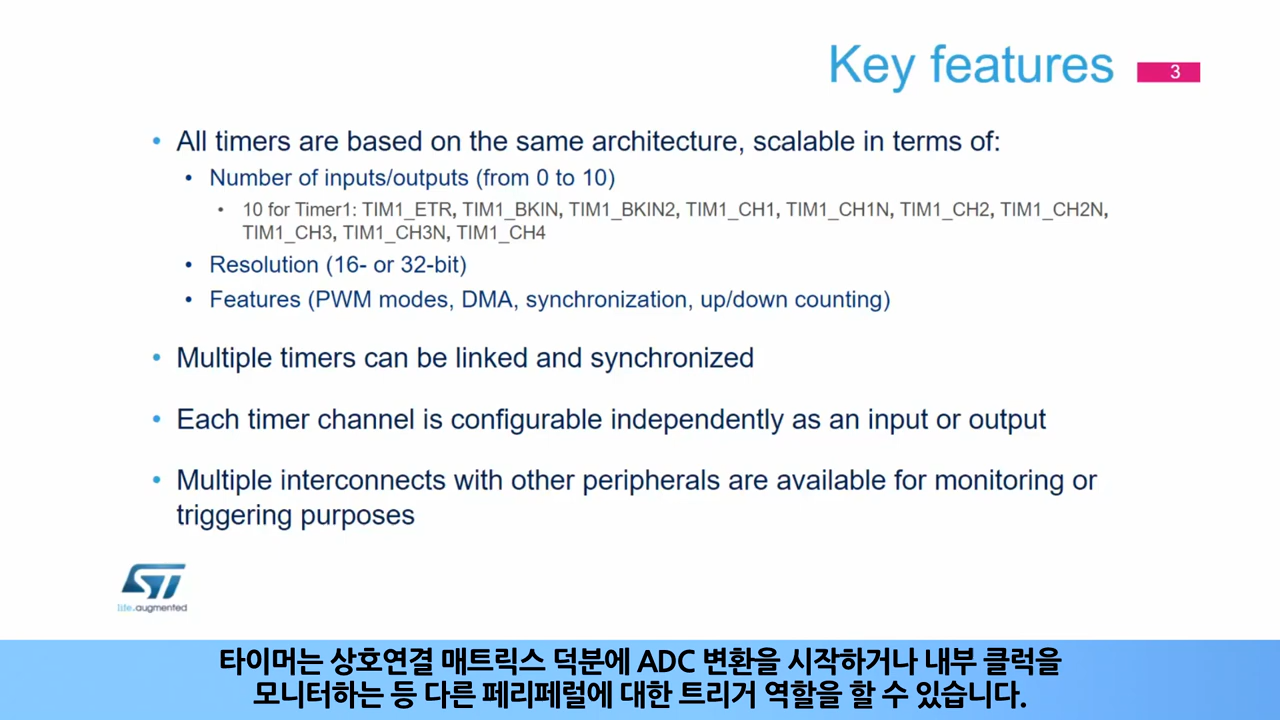 Key features
3
• All timers are based on the same architecture, scalable in terms of:
• Number of inputs/outputs (from 0 to 10)
• 10 for Timer1: TIM1_ETR, TIM1_BKIN, TIM1_BKIN2, TIM1_CH1, TIM1_CH1N, TIM1_CH2, TIM1_CH2N,
TIM1_CH3, TIM1_CH3N, TIM1_CH4
• Resolution (16- or 32-bit)
• Features (PWM modes, DMA, synchronization, up/down counting)
• Multiple timers can be linked and synchronized
• Each timer channel is configurable independently as an input or output
• Multiple interconnects with other peripherals are available for monitoring or
triggering purposes
ST
life.augmented
타이머는 상호연결 매트릭스 덕분에 ADC 변환을 시작하거나 내부 클럭을
모니터하는 등 다른 페리페럴에 대한 트리거 역할을 할 수 있습니다.